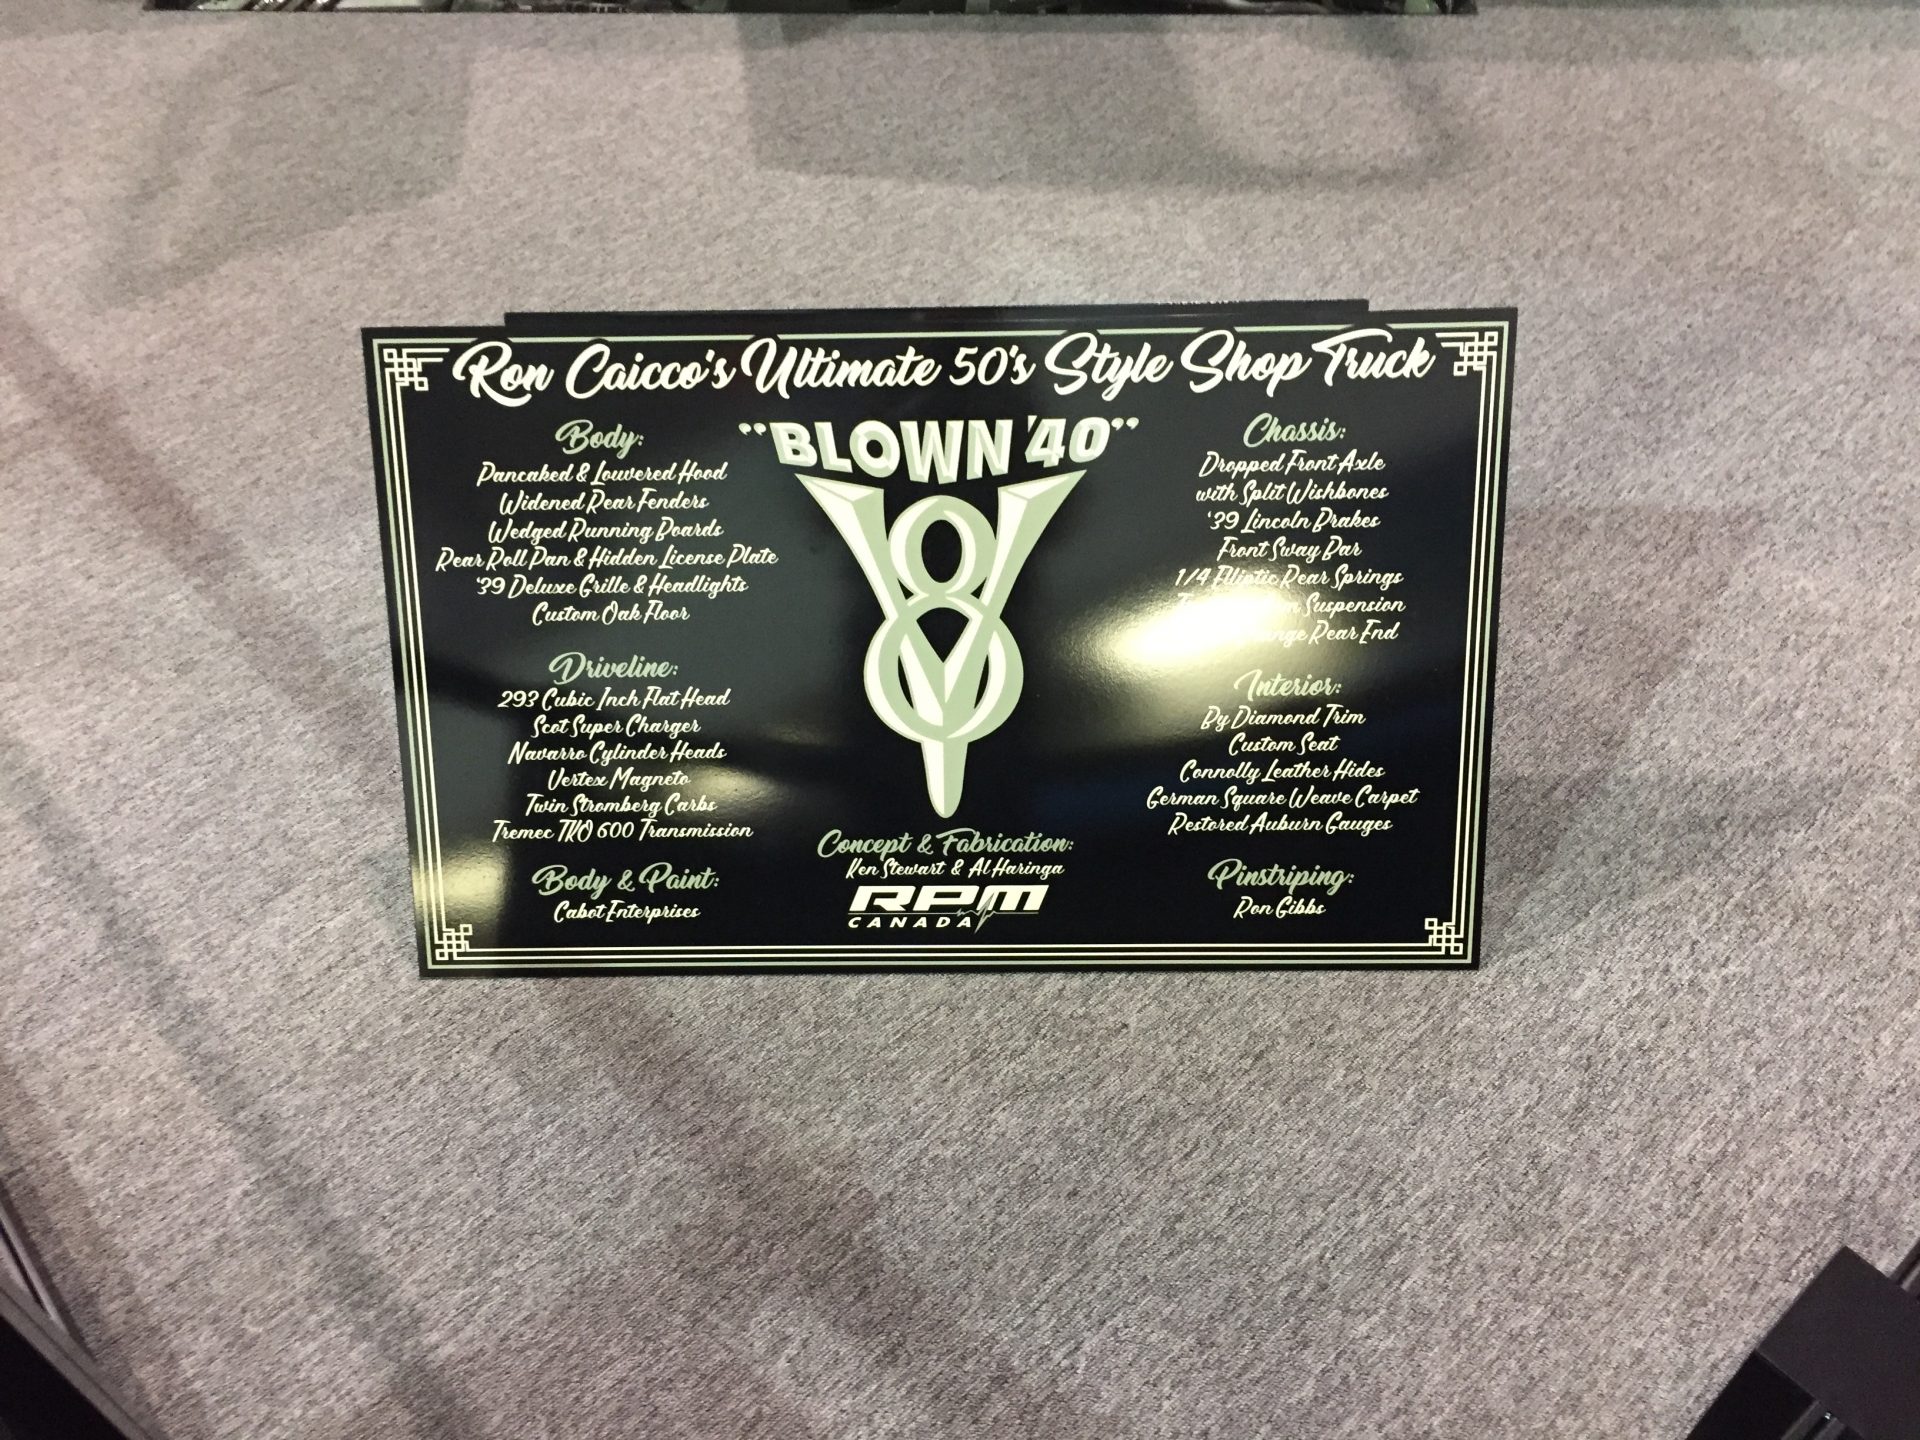 Ron Caicco's Ultimate 50's Style Shop Truck
"BLOWN '40"
V8
Body:
Pancaked & Louvered Hood
Widened Rear Fenders
Wedged Running Boards
Rear Roll Pan & Hidden License Plate
'39 Deluxe Grille & Headlights
Custom Oak Floor
Driveline:
293 Cubic Inch Flat Head
Scot Super Charger
Navarro Cylinder Heads
Vertex Magneto
Twin Stromberg Carbs
Tremec TKO 600 Transmission
Body & Paint:
Cabot Enterprises
Concept & Fabrication:
Ken Stewart & Al Haringa
RPM
CANADA
Chassis:
Dropped Front Axle
with Split Wishbones
'39 Lincoln Brakes
Front Sway Bar
1/4 Elliptic Rear Springs
Suspension
Rear End
Interior:
By Diamond Trim
Custom Seat
Connolly Leather Hides
German Square Weave Carpet
Restored Auburn Gauges
Pinstriping:
Ron Gibbs